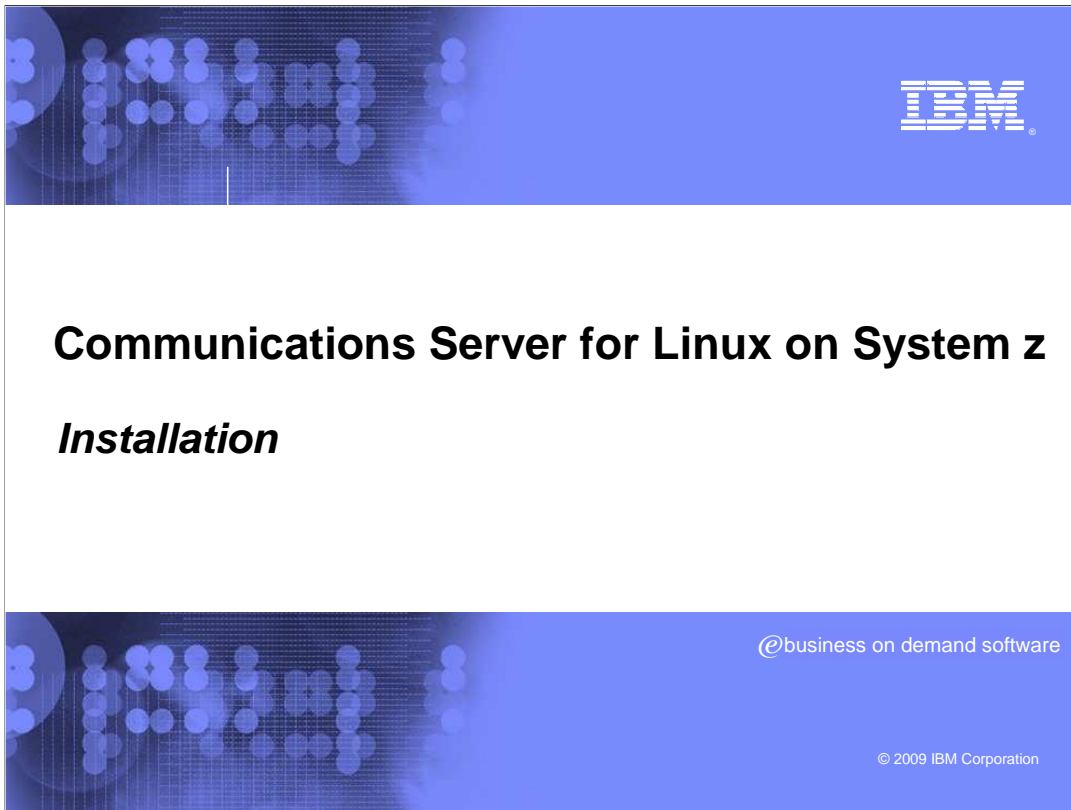 IBM®
Communications Server for Linux on System z
Installation
@business on demand software
© 2009 IBM Corporation